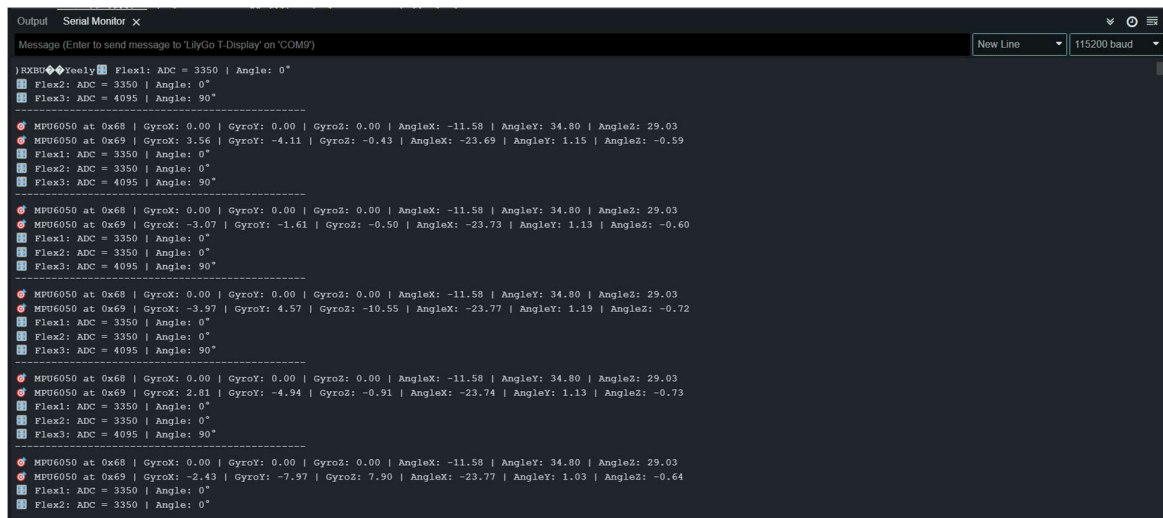 Output Serial Monitor ×
Message (Enter to send message to 'LilyGo T-Display' on 'COM9')
New Line
115200 baud
)RXBU��Yeely🎛 Flex1: ADC = 3350 | Angle: 0°
🎛 Flex2: ADC = 3350 | Angle: 0°
🎛 Flex3: ADC = 4095 | Angle: 90°
------------------------------------------------
🎯 MPU6050 at 0x68 | GyroX: 0.00 | GyroY: 0.00 | GyroZ: 0.00 | AngleX: -11.58 | AngleY: 34.80 | AngleZ: 29.03
🎯 MPU6050 at 0x69 | GyroX: 3.56 | GyroY: -4.11 | GyroZ: -0.43 | AngleX: -23.69 | AngleY: 1.15 | AngleZ: -0.59
🎛 Flex1: ADC = 3350 | Angle: 0°
🎛 Flex2: ADC = 3350 | Angle: 0°
🎛 Flex3: ADC = 4095 | Angle: 90°
------------------------------------------------
🎯 MPU6050 at 0x68 | GyroX: 0.00 | GyroY: 0.00 | GyroZ: 0.00 | AngleX: -11.58 | AngleY: 34.80 | AngleZ: 29.03
🎯 MPU6050 at 0x69 | GyroX: -3.07 | GyroY: -1.61 | GyroZ: -0.50 | AngleX: -23.73 | AngleY: 1.13 | AngleZ: -0.60
🎛 Flex1: ADC = 3350 | Angle: 0°
🎛 Flex2: ADC = 3350 | Angle: 0°
🎛 Flex3: ADC = 4095 | Angle: 90°
------------------------------------------------
🎯 MPU6050 at 0x68 | GyroX: 0.00 | GyroY: 0.00 | GyroZ: 0.00 | AngleX: -11.58 | AngleY: 34.80 | AngleZ: 29.03
🎯 MPU6050 at 0x69 | GyroX: -3.97 | GyroY: 4.57 | GyroZ: -10.55 | AngleX: -23.77 | AngleY: 1.19 | AngleZ: -0.72
🎛 Flex1: ADC = 3350 | Angle: 0°
🎛 Flex2: ADC = 3350 | Angle: 0°
🎛 Flex3: ADC = 4095 | Angle: 90°
------------------------------------------------
🎯 MPU6050 at 0x68 | GyroX: 0.00 | GyroY: 0.00 | GyroZ: 0.00 | AngleX: -11.58 | AngleY: 34.80 | AngleZ: 29.03
🎯 MPU6050 at 0x69 | GyroX: 2.81 | GyroY: -4.94 | GyroZ: -0.91 | AngleX: -23.74 | AngleY: 1.13 | AngleZ: -0.73
🎛 Flex1: ADC = 3350 | Angle: 0°
🎛 Flex2: ADC = 3350 | Angle: 0°
🎛 Flex3: ADC = 4095 | Angle: 90°
------------------------------------------------
🎯 MPU6050 at 0x68 | GyroX: 0.00 | GyroY: 0.00 | GyroZ: 0.00 | AngleX: -11.58 | AngleY: 34.80 | AngleZ: 29.03
🎯 MPU6050 at 0x69 | GyroX: -2.43 | GyroY: -7.97 | GyroZ: 7.90 | AngleX: -23.77 | AngleY: 1.03 | AngleZ: -0.64
🎛 Flex1: ADC = 3350 | Angle: 0°
🎛 Flex2: ADC = 3350 | Angle: 0°